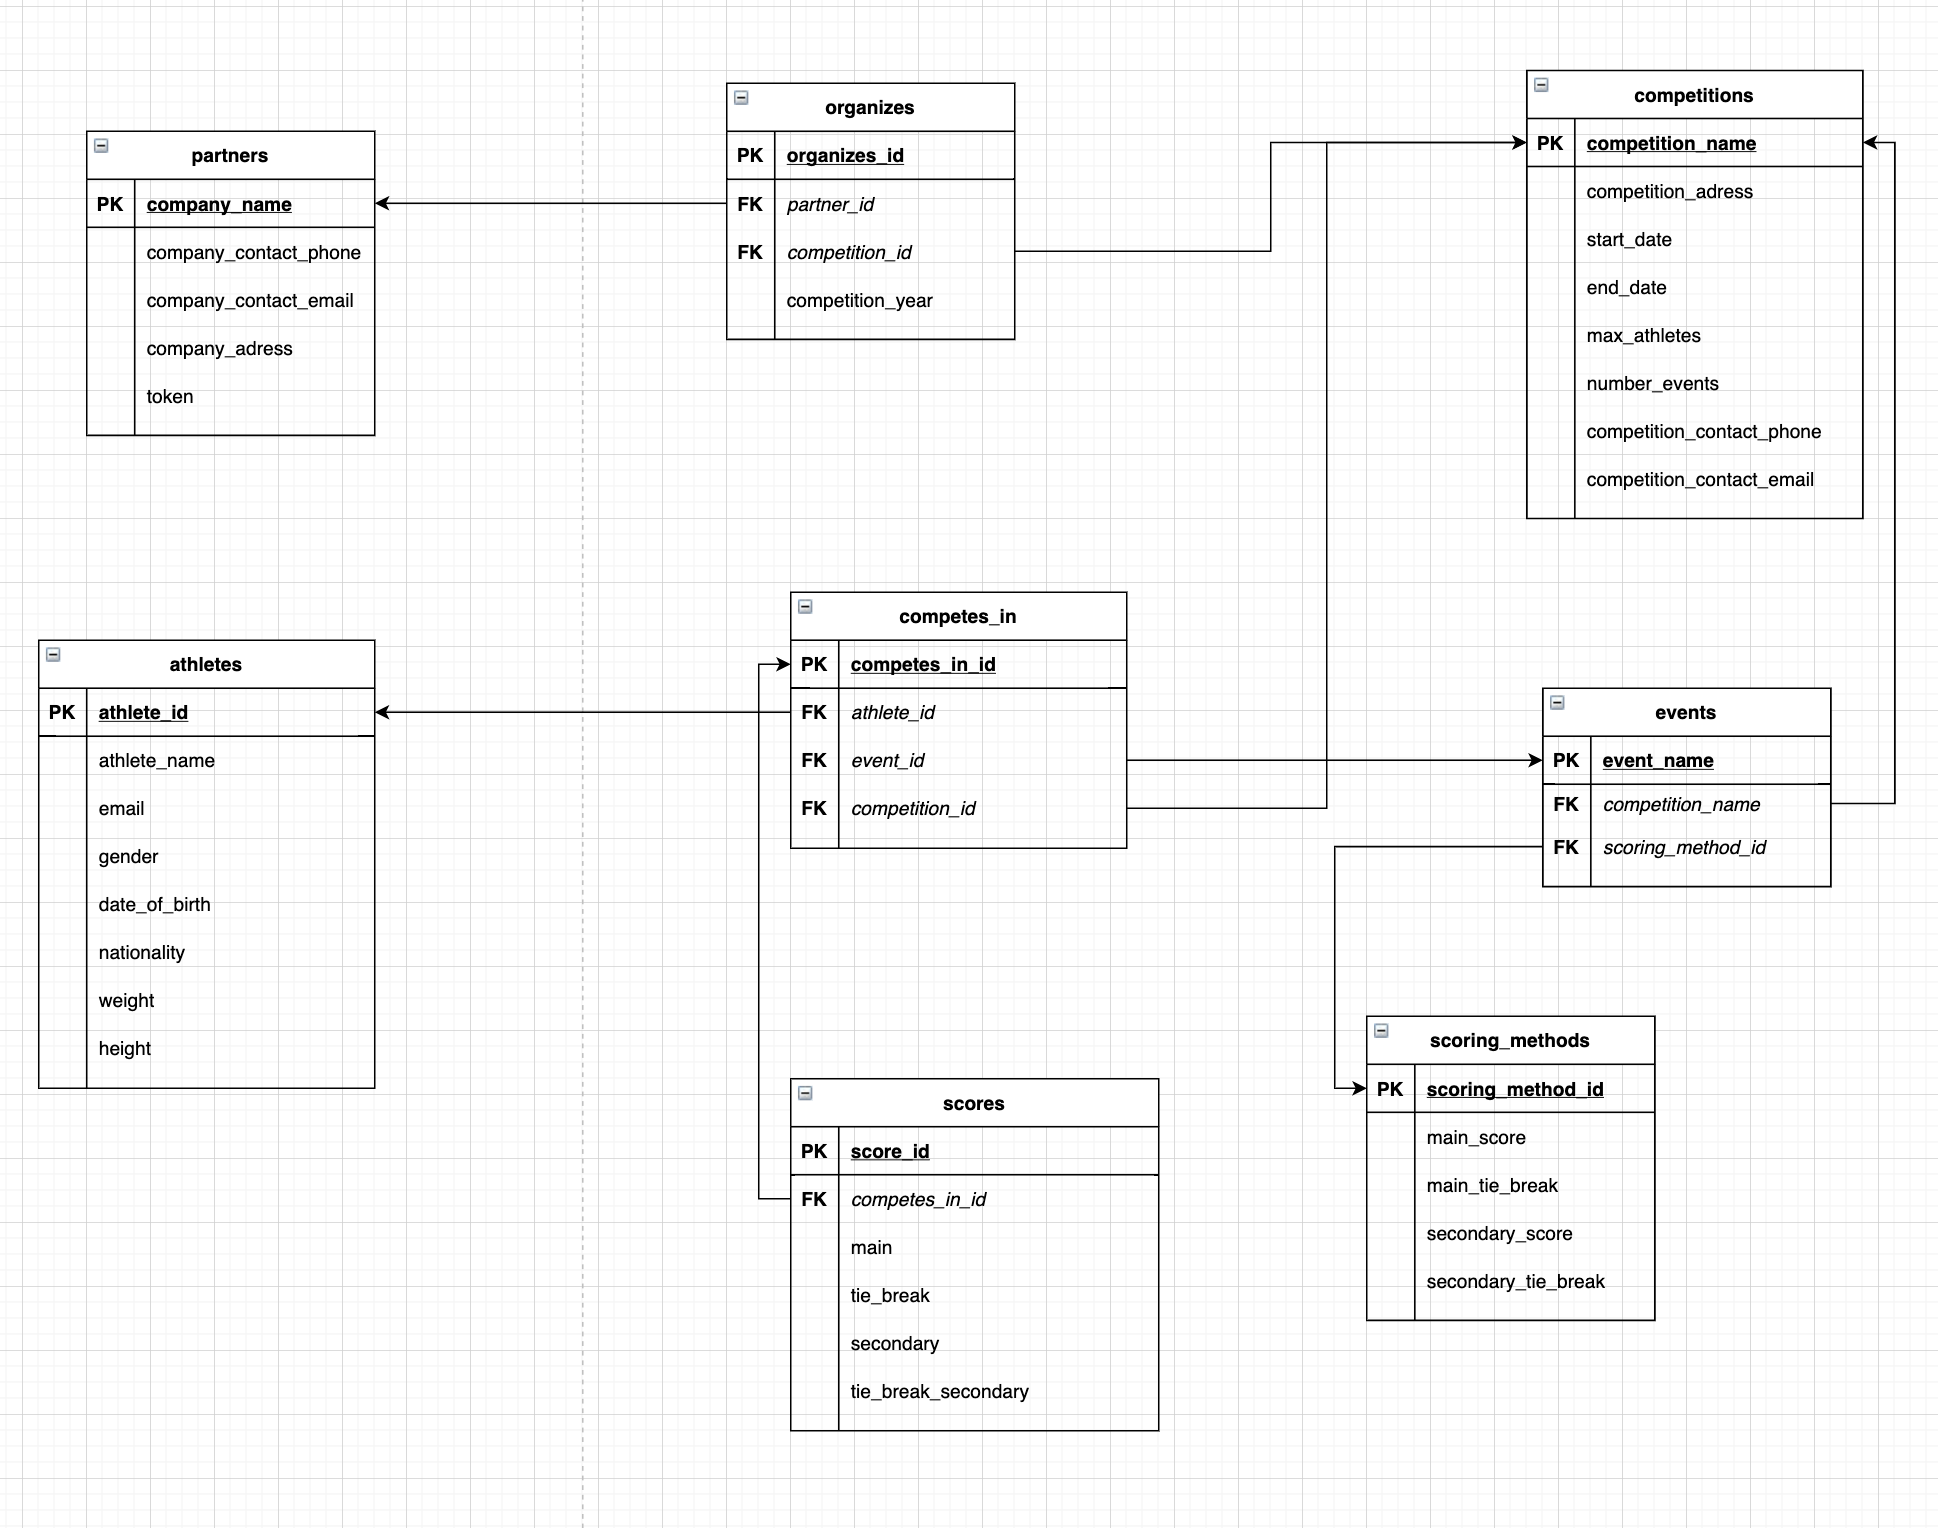 partners
PK company_name
company_contact_phone
company_contact_email
company_adress
token
organizes
PK organizes_id
FK partner_id
FK competition_id
competition_year
competitions
PK competition_name
competition_adress
start_date
end_date
max_athletes
number_events
competition_contact_phone
competition_contact_email
athletes
PK athlete_id
athlete_name
email
gender
date_of_birth
nationality
weight
height
competes_in
PK competes_in_id
FK athlete_id
FK event_id
FK competition_id
events
PK event_name
FK competition_name
FK scoring_method_id
scores
PK score_id
FK competes_in_id
main
tie_break
secondary
tie_break_secondary
scoring_methods
PK scoring_method_id
main_score
main_tie_break
secondary_score
secondary_tie_break